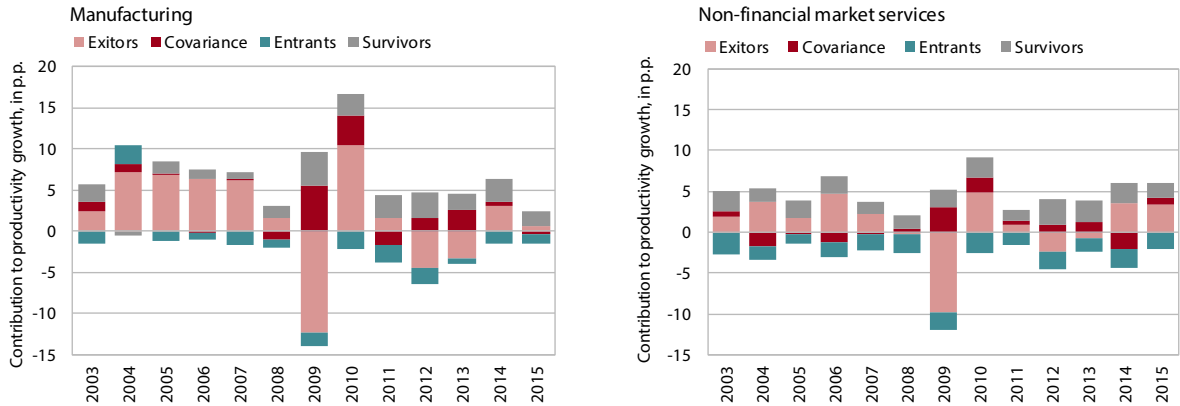 Manufacturing
Exitors Covariance Entrants Survivors
Contribution to productivity growth, in p.p.
20
15
10
5
0
-5
-10
-15
2003 2004 2005 2006 2007 2008 2009 2010 2011 2012 2013 2014 2015
Non-financial market services
Exitors Covariance Entrants Survivors
Contribution to productivity growth, in p.p.
20
15
10
5
0
-5
-10
-15
2003 2004 2005 2006 2007 2008 2009 2010 2011 2012 2013 2014 2015